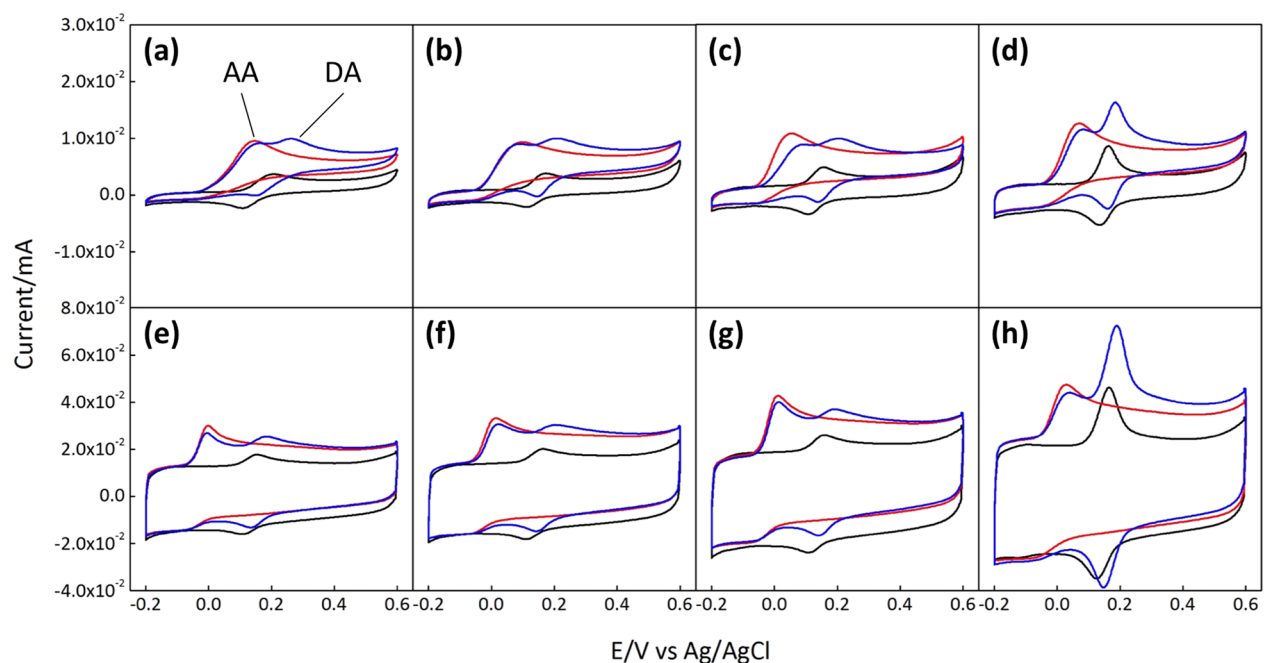 3.0x10⁻²
(a) (b) (c) (d)
AA DA
2.0x10⁻²
1.0x10⁻²
0.0
-1.0x10⁻²
8.0x10⁻²
(e) (f) (g) (h)
6.0x10⁻²
4.0x10⁻²
2.0x10⁻²
0.0
-2.0x10⁻²
-4.0x10⁻²
-0.2 0.0 0.2 0.4 0.6 -0.2 0.0 0.2 0.4 0.6 -0.2 0.0 0.2 0.4 0.6 -0.2 0.0 0.2 0.4 0.6
Current/mA
E/V vs Ag/AgCl